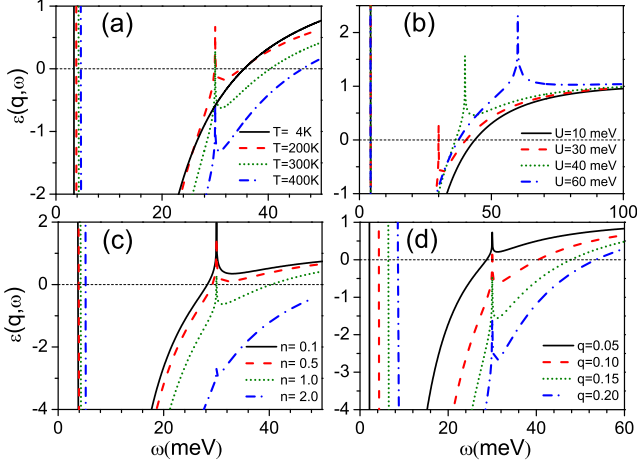 (a)
ε(q,ω)
1
0
-1
-2
T= 4K
T=200K
T=300K
T=400K
0
20
40
(b)
2
1
0
-1
U=10 meV
U=30 meV
U=40 meV
U=60 meV
0
50
100
(c)
ε(q,ω)
2
0
-2
-4
n= 0.1
n= 0.5
n= 1.0
n= 2.0
0
20
40
ω(meV)
(d)
1
0
-1
-2
-3
-4
q=0.05
q=0.10
q=0.15
q=0.20
0
20
40
60
ω(meV)